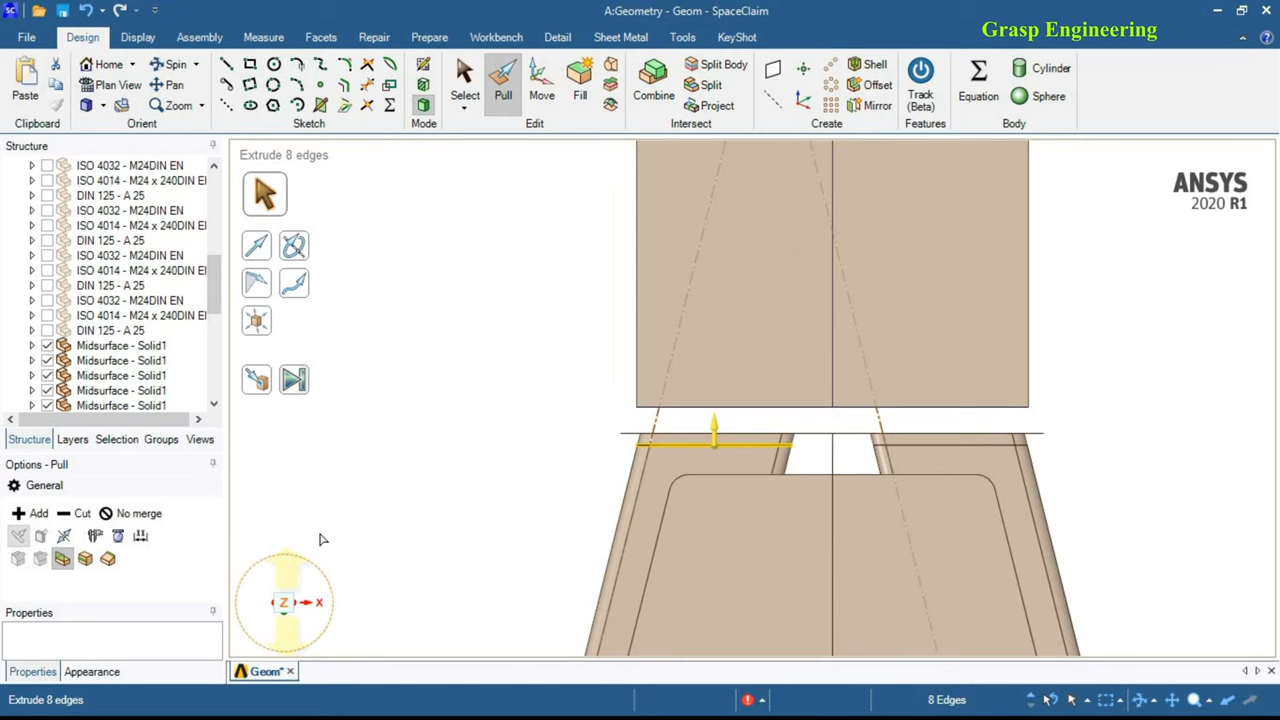 A:Geometry - Geom - SpaceClaim
Grasp Engineering
File Design Display Assembly Measure Facets Repair Prepare Workbench Detail Sheet Metal Tools KeyShot
Home Spin
Plan View Pan
Zoom
Paste
Select Pull Move Fill
Combine Split Body
Split
Project
Shell
Offset
Mirror
Track
(Beta)
Equation Cylinder
Sphere
Clipboard Orient Sketch Mode Edit Intersect Create Features Body
Structure
ISO 4032 - M24DIN EN
ISO 4014 - M24 x 240DIN EI
DIN 125 - A 25
ISO 4032 - M24DIN EN
ISO 4014 - M24 x 240DIN EI
DIN 125 - A 25
ISO 4032 - M24DIN EN
ISO 4014 - M24 x 240DIN EI
DIN 125 - A 25
ISO 4032 - M24DIN EN
ISO 4014 - M24 x 240DIN EI
DIN 125 - A 25
Midsurface - Solid1
Midsurface - Solid1
Midsurface - Solid1
Midsurface - Solid1
Midsurface - Solid1
Structure Layers Selection Groups Views
Options - Pull
General
Add Cut No merge
Properties
Properties Appearance
Extrude 8 edges
ANSYS
2020 R1
Z X
Geom*
Extrude 8 edges
8 Edges